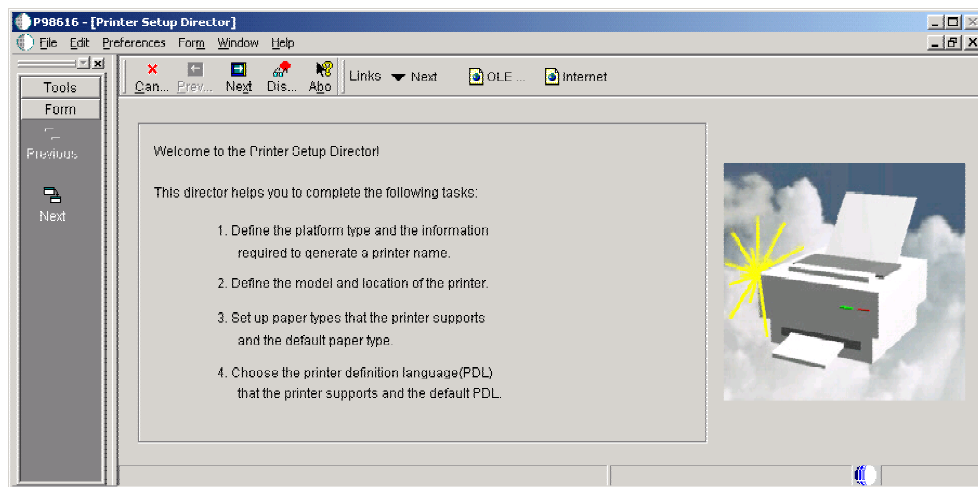 P98616 - [Printer Setup Director]
File Edit Preferences Form Window Help
Tools
Form
Previous
Next
Can... Prev... Next Dis... Abo Links Next OLE ... Internet
Welcome to the Printer Setup Director!
This director helps you to complete the following tasks:
1. Define the platform type and the information
required to generate a printer name.
2. Define the model and location of the printer.
3. Set up paper types that the printer supports
and the default paper type.
4. Choose the printer definition language(PDL)
that the printer supports and the default PDL.